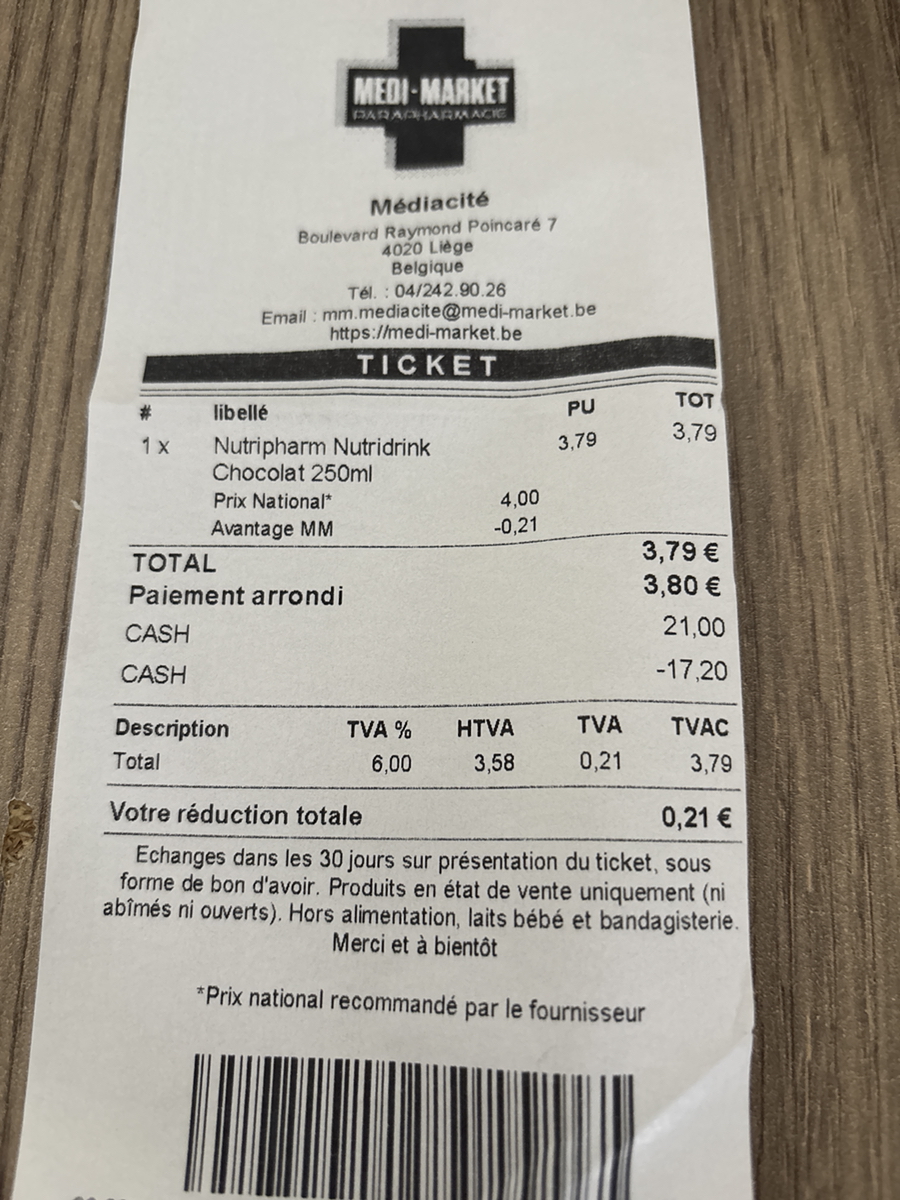 MEDI-MARKET
PARAPHARMACIE
Médiacité
Boulevard Raymond Poincaré 7
4020 Liège
Belgique
Tél. : 04/242.90.26
Email : mm.mediacite@medi-market.be
https://medi-market.be
TICKET
# libellé PU TOT
1 x Nutripharm Nutridrink 3,79 3,79
Chocolat 250ml
Prix National* 4,00
Avantage MM -0,21
TOTAL 3,79 €
Paiement arrondi 3,80 €
CASH 21,00
CASH -17,20
Description TVA % HTVA TVA TVAC
Total 6,00 3,58 0,21 3,79
Votre réduction totale 0,21 €
Echanges dans les 30 jours sur présentation du ticket, sous
forme de bon d'avoir. Produits en état de vente uniquement (ni
abîmés ni ouverts). Hors alimentation, laits bébé et bandagisterie.
Merci et à bientôt
*Prix national recommandé par le fournisseur